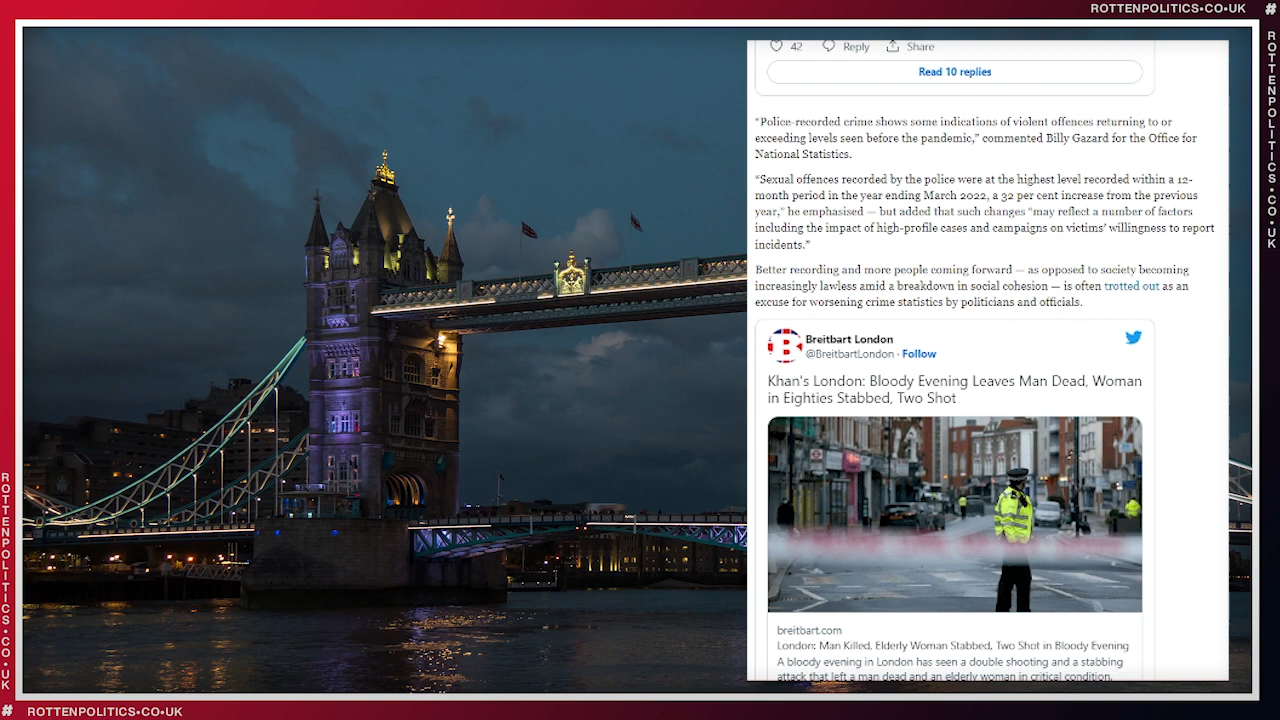 ROTTENPOLITICS•CO•UK #
42 Reply Share
Read 10 replies
"Police-recorded crime shows some indications of violent offences returning to or
exceeding levels seen before the pandemic," commented Billy Gazard for the Office for
National Statistics.
"Sexual offences recorded by the police were at the highest level recorded within a 12-
month period in the year ending March 2022, a 32 per cent increase from the previous
year," he emphasised — but added that such changes "may reflect a number of factors
including the impact of high-profile cases and campaigns on victims' willingness to report
incidents."
Better recording and more people coming forward — as opposed to society becoming
increasingly lawless amid a breakdown in social cohesion — is often trotted out as an
excuse for worsening crime statistics by politicians and officials.
B
Breitbart London
@BreitbartLondon · Follow
Khan's London: Bloody Evening Leaves Man Dead, Woman
in Eighties Stabbed, Two Shot
breitbart.com
London: Man Killed, Elderly Woman Stabbed, Two Shot in Bloody Evening
A bloody evening in London has seen a double shooting and a stabbing
attack that left a man dead and an elderly woman in critical condition.
ROTTENPOLITICS•CO•UK
ROTTENPOLITICS•CO•UK
# ROTTENPOLITICS•CO•UK